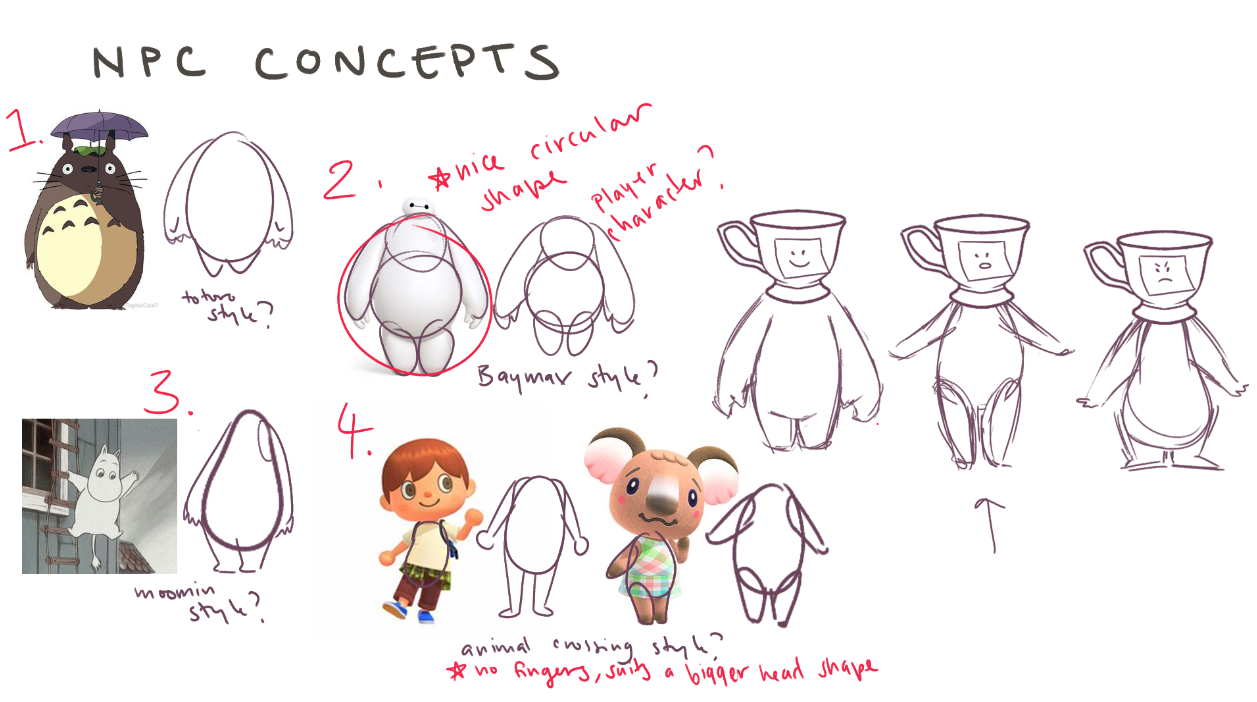 NPC CONCEPTS
1.
totoro
style?
2.
★nice circular
shape
player
character?
Baymax style?
3.
moomin
style?
4.
animal crossing style?
★ no fingers, suits a bigger head shape